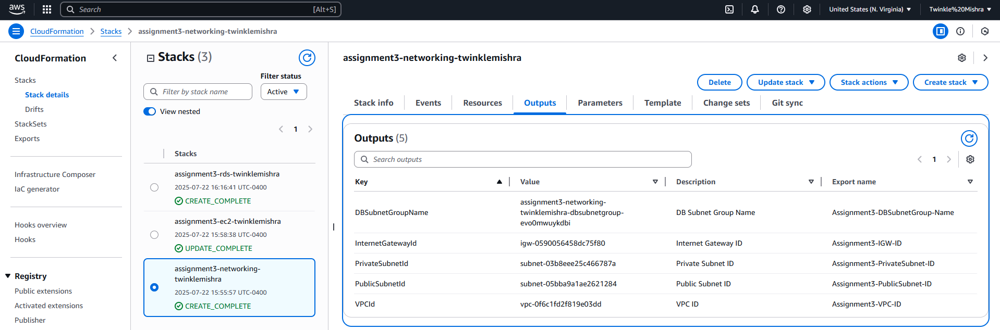 aws
Search
[Alt+S]
United States (N. Virginia)
Twinkle%20Mishra
CloudFormation
Stacks
assignment3-networking-twinklemishra
CloudFormation
Stacks
Stack details
Drifts
StackSets
Exports
Infrastructure Composer
IaC generator
Hooks overview
Hooks
Registry
Public extensions
Activated extensions
Publisher
Stacks (3)
Filter status
Filter by stack name
Active
View nested
1
Stacks
assignment3-rds-twinklemishra
2025-07-22 16:16:41 UTC-0400
CREATE_COMPLETE
assignment3-ec2-twinklemishra
2025-07-22 15:58:38 UTC-0400
UPDATE_COMPLETE
assignment3-networking-
twinklemishra
2025-07-22 15:55:57 UTC-0400
CREATE_COMPLETE
assignment3-networking-twinklemishra
Delete
Update stack
Stack actions
Create stack
Stack info
Events
Resources
Outputs
Parameters
Template
Change sets
Git sync
Outputs (5)
Search outputs
1
Key
Value
Description
Export name
DBSubnetGroupName
assignment3-networking-
twinklemishra-dbsubnetgroup-
evo0mwuykdbi
DB Subnet Group Name
Assignment3-DBSubnetGroup-Name
InternetGatewayId
igw-0590056458dc75f80
Internet Gateway ID
Assignment3-IGW-ID
PrivateSubnetId
subnet-03b8eee25c466787a
Private Subnet ID
Assignment3-PrivateSubnet-ID
PublicSubnetId
subnet-05bba9a1ae2621284
Public Subnet ID
Assignment3-PublicSubnet-ID
VPCId
vpc-0f6c1fd2f819e03dd
VPC ID
Assignment3-VPC-ID